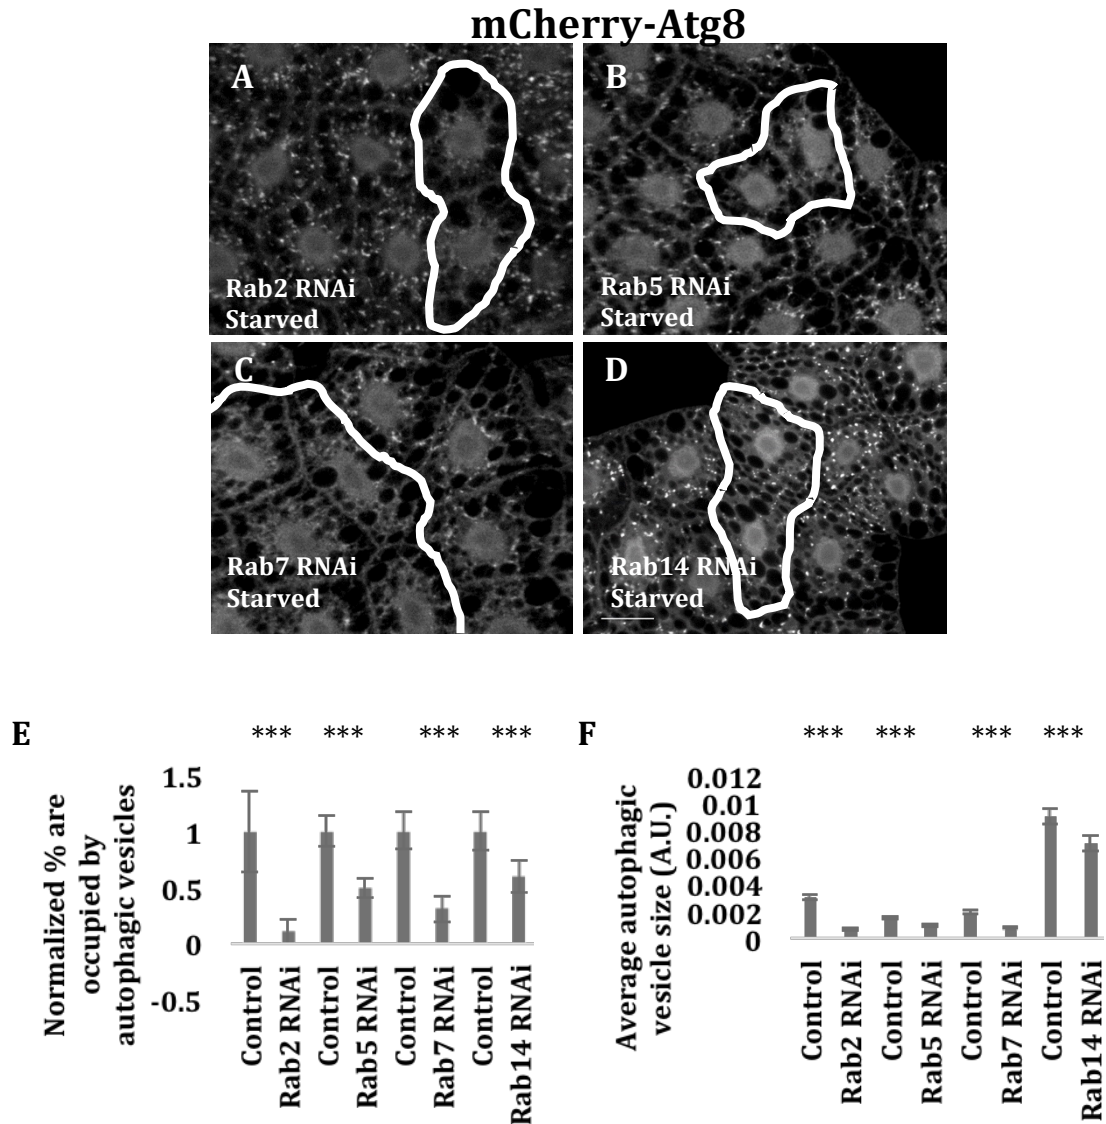 mCherry-Atg8
A
Rab2 RNAi
Starved
B
Rab5 RNAi
Starved
C
Rab7 RNAi
Starved
D
Rab14 RNAi
Starved
E
*** *** *** ***
Normalized % are
occupied by
autophagic vesicles
1.5
1
0.5
0
-0.5
Control
Rab2 RNAi
Control
Rab5 RNAi
Control
Rab7 RNAi
Control
Rab14 RNAi
F
*** *** *** ***
Average autophagic
vesicle size (A.U.)
0.012
0.01
0.008
0.006
0.004
0.002
0
Control
Rab2 RNAi
Control
Rab5 RNAi
Control
Rab7 RNAi
Control
Rab14 RNAi